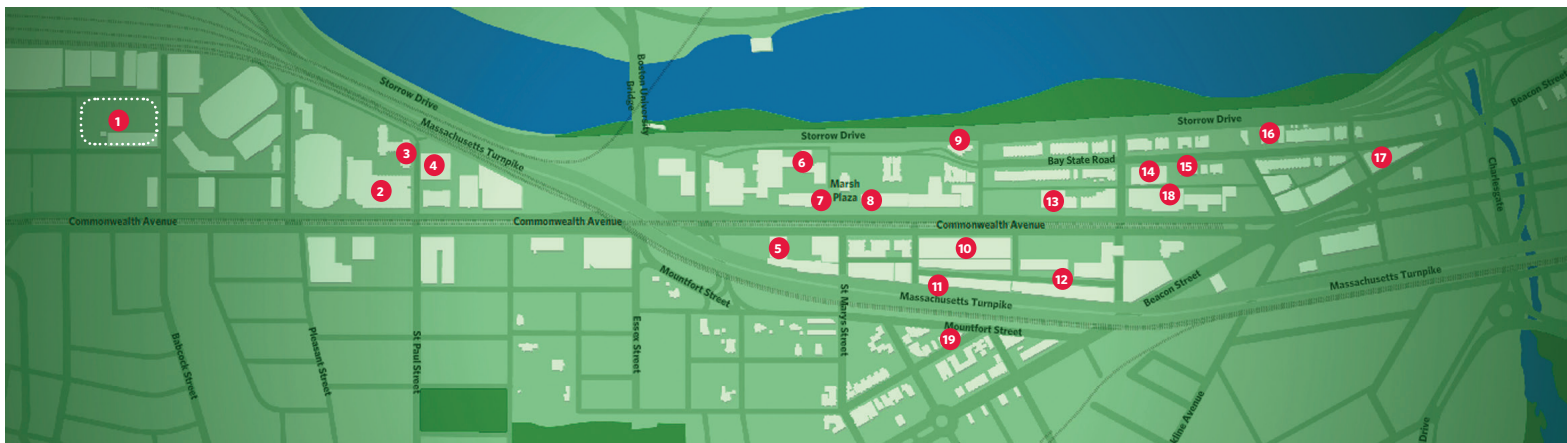 Storrow Drive
Boston University
Bridge
Beacon Street
1
Massachusetts Turnpike
Storrow Drive
Storrow Drive
9
16
3
4
6
Bay State Road
14
15
17
Charlesgate
2
Marsh
Plaza
7
8
13
18
Commonwealth Avenue
Commonwealth Avenue
Commonwealth Avenue
5
10
Mountfort Street
11
12
Massachusetts Turnpike
Beacon Street
Massachusetts Turnpike
Babcock Street
Pleasant Street
St Paul Street
Essex Street
St Marys Street
Mountfort Street
19
kline Avenue
Drive